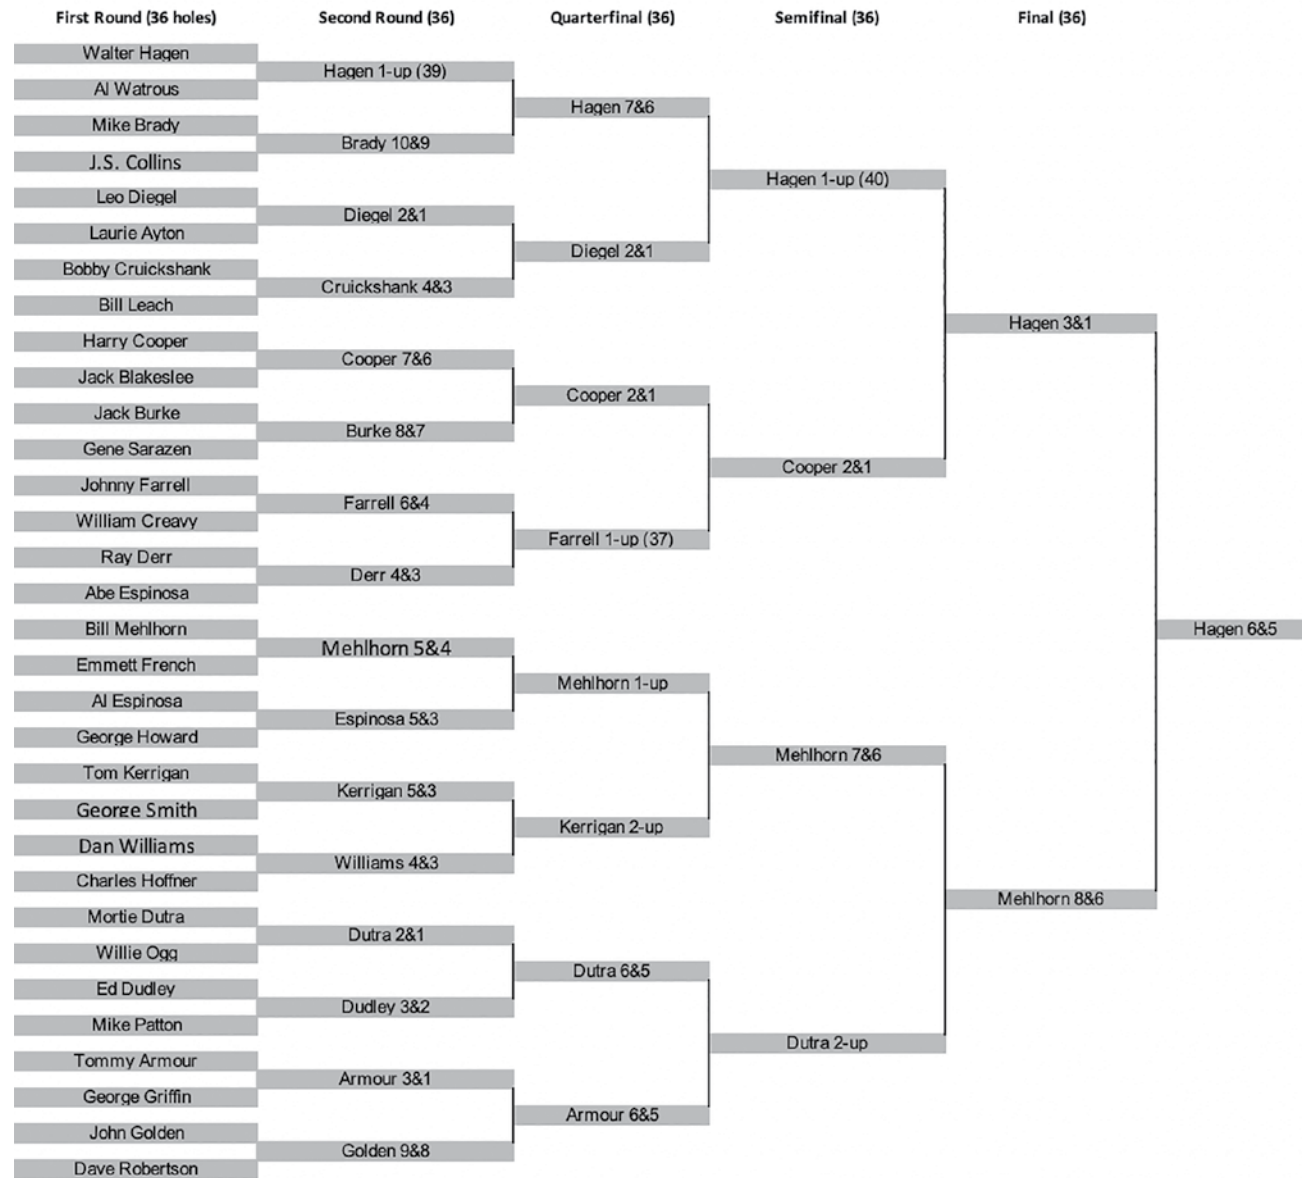 First Round (36 holes)
Second Round (36)
Quarterfinal (36)
Semifinal (36)
Final (36)
Walter Hagen
Al Watrous
Mike Brady
J.S. Collins
Leo Diegel
Laurie Ayton
Bobby Cruickshank
Bill Leach
Harry Cooper
Jack Blakeslee
Jack Burke
Gene Sarazen
Johnny Farrell
William Creavy
Ray Derr
Abe Espinosa
Bill Mehlhorn
Emmett French
Al Espinosa
George Howard
Tom Kerrigan
George Smith
Dan Williams
Charles Hoffner
Mortie Dutra
Willie Ogg
Ed Dudley
Mike Patton
Tommy Armour
George Griffin
John Golden
Dave Robertson
Hagen 1-up (39)
Brady 10&9
Diegel 2&1
Cruickshank 4&3
Cooper 7&6
Burke 8&7
Farrell 6&4
Derr 4&3
Mehlhorn 5&4
Espinosa 5&3
Kerrigan 5&3
Williams 4&3
Dutra 2&1
Dudley 3&2
Armour 3&1
Golden 9&8
Hagen 7&6
Diegel 2&1
Cooper 2&1
Farrell 1-up (37)
Mehlhorn 1-up
Kerrigan 2-up
Dutra 6&5
Armour 6&5
Hagen 1-up (40)
Cooper 2&1
Mehlhorn 7&6
Dutra 2-up
Hagen 3&1
Mehlhorn 8&6
Hagen 6&5